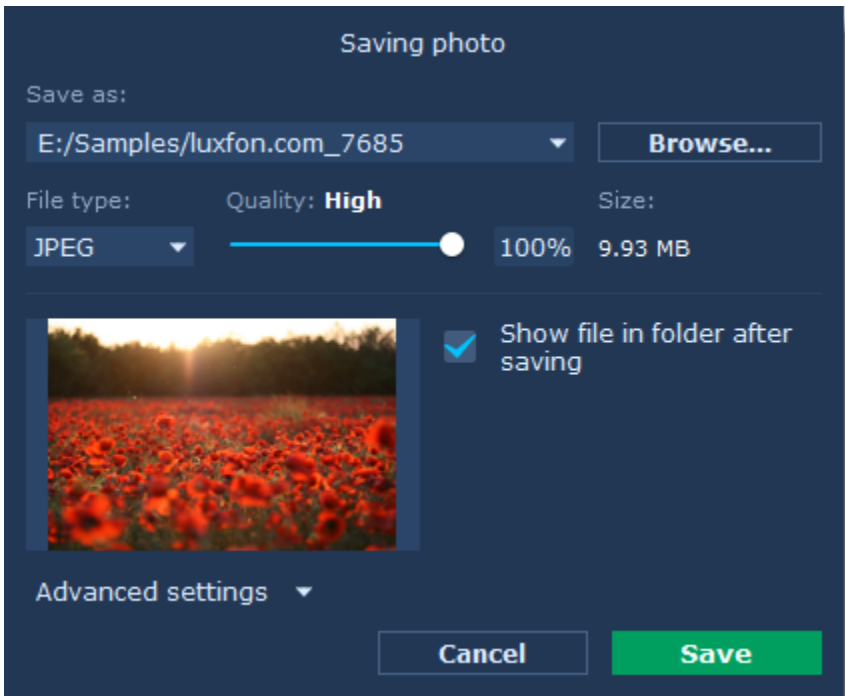 Saving photo
Save as:
E:/Samples/luxfon.com_7685
Browse...
File type:
Quality: High
Size:
JPEG
100%
9.93 MB
Show file in folder after
saving
Advanced settings
Cancel
Save